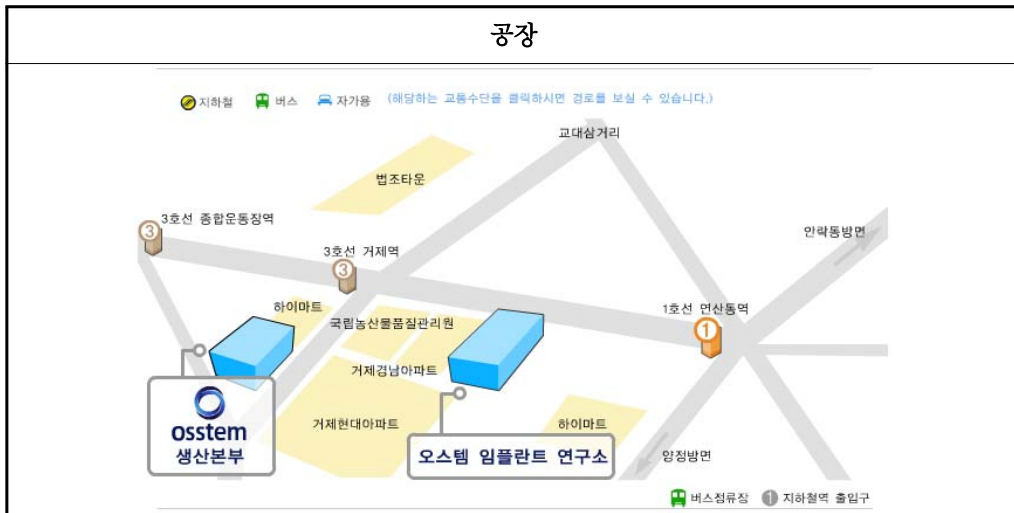 공장
지하철 버스 자가용 (해당하는 교통수단을 클릭하시면 경로를 보실 수 있습니다.)
교대삼거리
법조타운
3호선 종합운동장역
3
안락동방면
3호선 거제역
3
하이마트
1호선 연산동역
국립농산물품질관리원
1
거제경남아파트
osstem
생산본부
거제현대아파트
하이마트
오스템 임플란트 연구소
양정방면
버스정류장 1 지하철역 출입구